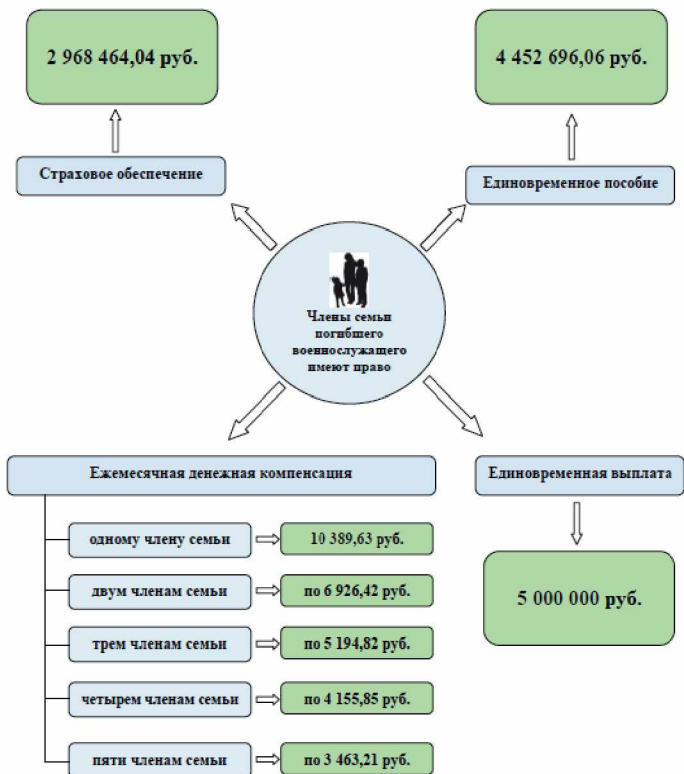 2 968 464,04 руб.
4 452 696,06 руб.
Страховое обеспечение
Единовременное пособие
Члены семьи
погибшего
военнослужащего
имеют право
Ежемесячная денежная компенсация
Единовременная выплата
одному члену семьи
10 389,63 руб.
двум членам семьи
по 6 926,42 руб.
5 000 000 руб.
трем членам семьи
по 5 194,82 руб.
четырем членам семьи
по 4 155,85 руб.
пяти членам семьи
по 3 463,21 руб.